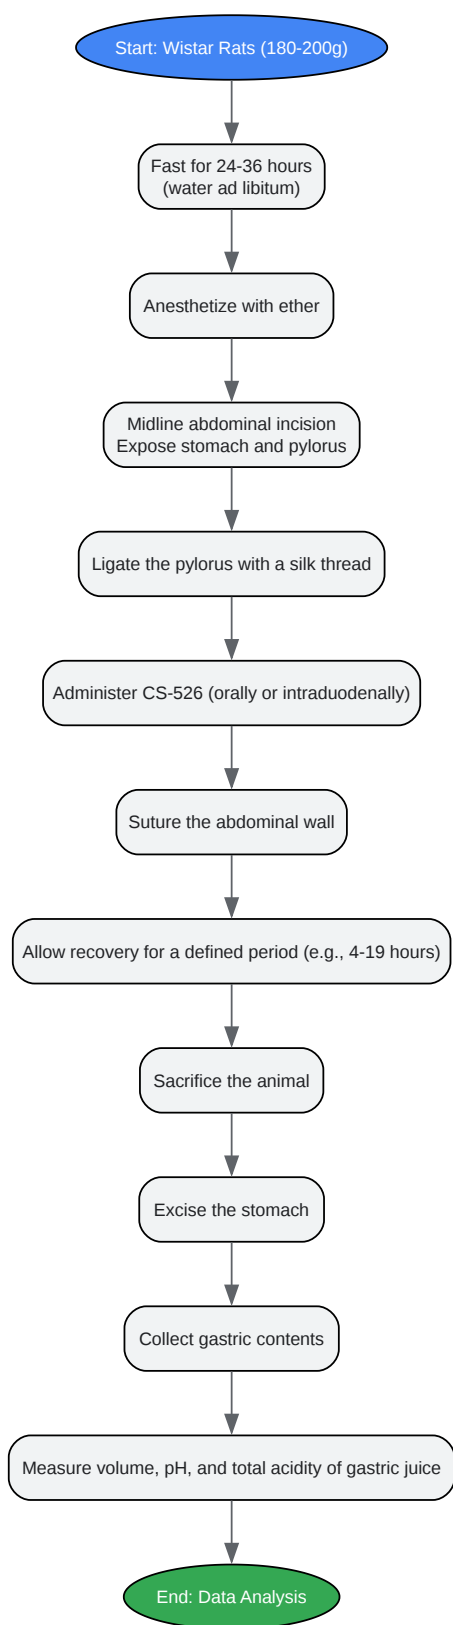 Start: Wistar Rats (180-200g)
Fast for 24-36 hours
(water ad libitum)
Anesthetize with ether
Midline abdominal incision
Expose stomach and pylorus
Ligate the pylorus with a silk thread
Administer CS-526 (orally or intraduodenally)
Suture the abdominal wall
Allow recovery for a defined period (e.g., 4-19 hours)
Sacrifice the animal
Excise the stomach
Collect gastric contents
Measure volume, pH, and total acidity of gastric juice
End: Data Analysis